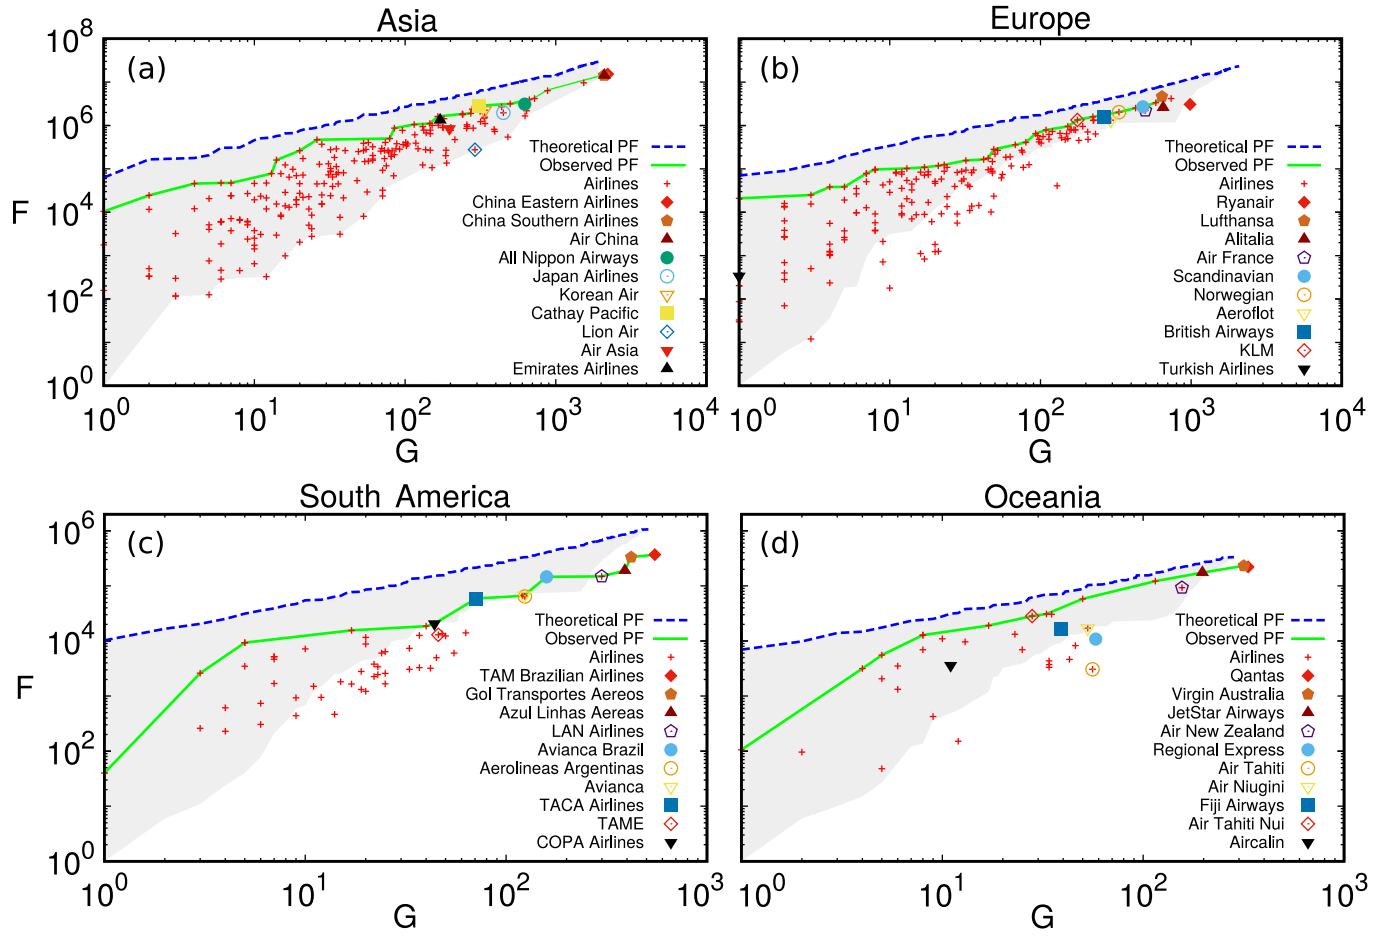 Asia
Europe
F
10^8
10^6
10^4
10^2
10^0
(a)
Theoretical PF
Observed PF
Airlines
China Eastern Airlines
China Southern Airlines
Air China
All Nippon Airways
Japan Airlines
Korean Air
Cathay Pacific
Lion Air
Air Asia
Emirates Airlines
10^0 10^1 10^2 10^3 10^4
G
(b)
Theoretical PF
Observed PF
Airlines
Ryanair
Lufthansa
Alitalia
Air France
Scandinavian
Norwegian
Aeroflot
British Airways
KLM
Turkish Airlines
10^0 10^1 10^2 10^3 10^4
G
South America
Oceania
F
10^6
10^4
10^2
10^0
(c)
Theoretical PF
Observed PF
Airlines
TAM Brazilian Airlines
Gol Transportes Aereos
Azul Linhas Aereas
LAN Airlines
Avianca Brazil
Aerolineas Argentinas
Avianca
TACA Airlines
TAME
COPA Airlines
10^0 10^1 10^2 10^3
G
(d)
Theoretical PF
Observed PF
Airlines
Qantas
Virgin Australia
JetStar Airways
Air New Zealand
Regional Express
Air Tahiti
Air Niugini
Fiji Airways
Air Tahiti Nui
Aircalin
10^0 10^1 10^2 10^3
G